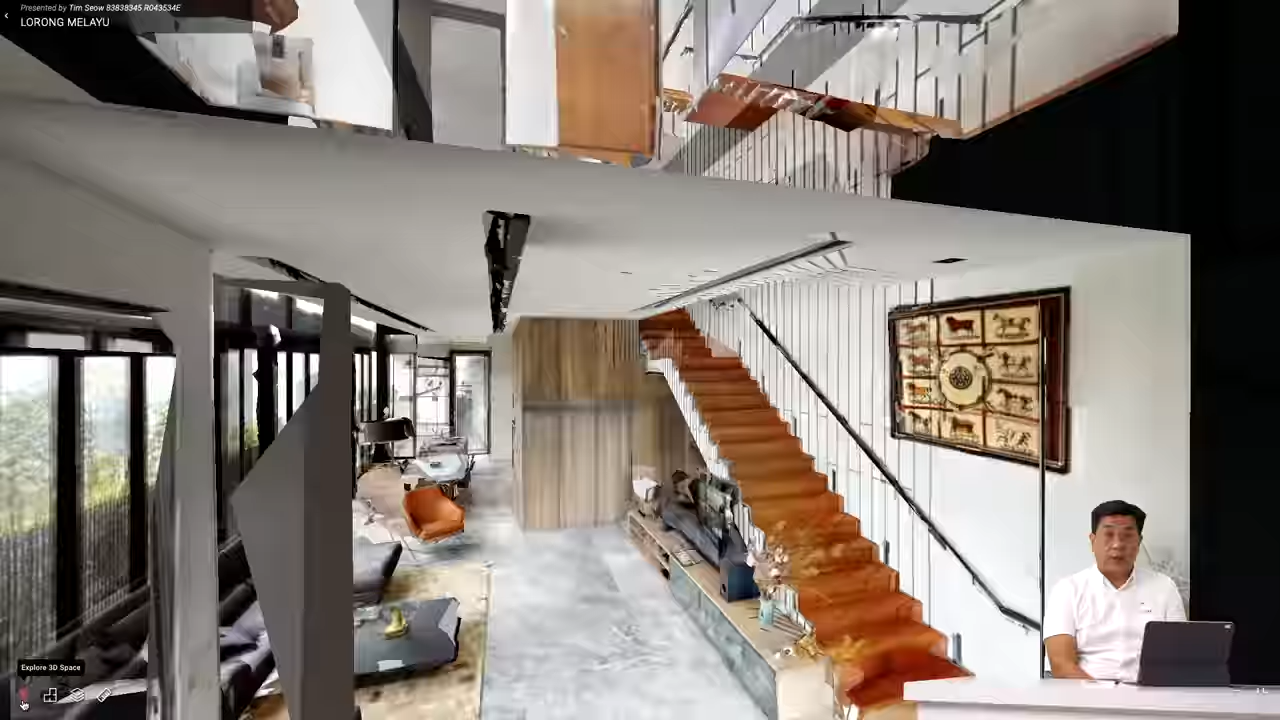 Presented by Tim Seow 83838345 R043534E
LORONG MELAYU
Explore 3D Space